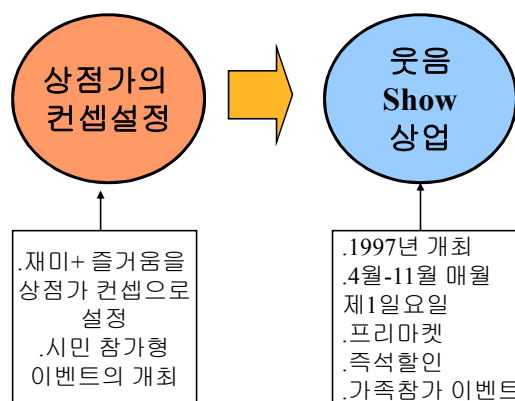 상점가의
컨셉설정
웃음
Show
상업
.재미+ 즐거움을
상점가 컨셉으로
설정
.시민 참가형
이벤트의 개최
.1997년 개최
.4월-11월 매월
제1일요일
.프리마켓
.즉석할인
.가족참가 이벤트